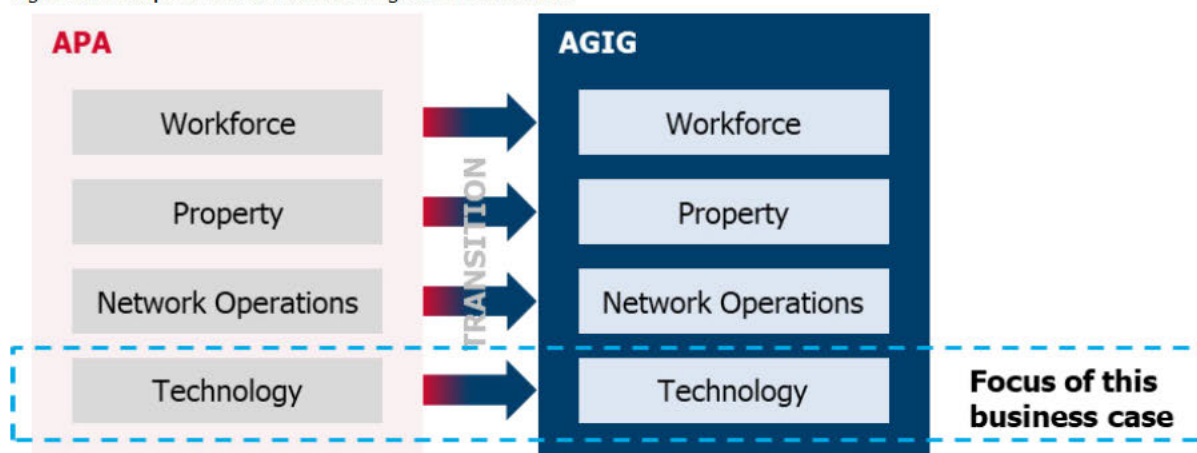 APA
AGIG
Workforce
Workforce
Property
Property
Network Operations
Network Operations
Technology
Technology
TRANSITION
Focus of this
business case